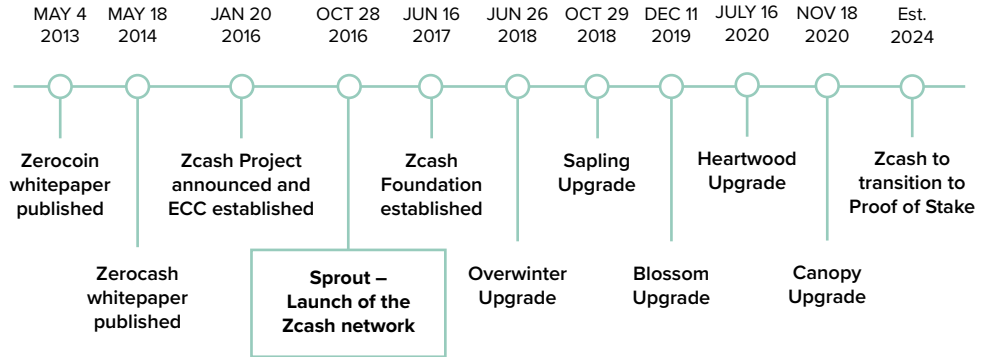 MAY 4
2013
MAY 18
2014
JAN 20
2016
OCT 28
2016
JUN 16
2017
JUN 26
2018
OCT 29
2018
DEC 11
2019
JULY 16
2020
NOV 18
2020
Est.
2024
Zerocoin
whitepaper
published
Zerocash
whitepaper
published
Zcash Project
announced and
ECC established
Sprout –
Launch of the
Zcash network
Zcash
Foundation
established
Overwinter
Upgrade
Sapling
Upgrade
Blossom
Upgrade
Heartwood
Upgrade
Canopy
Upgrade
Zcash to
transition to
Proof of Stake